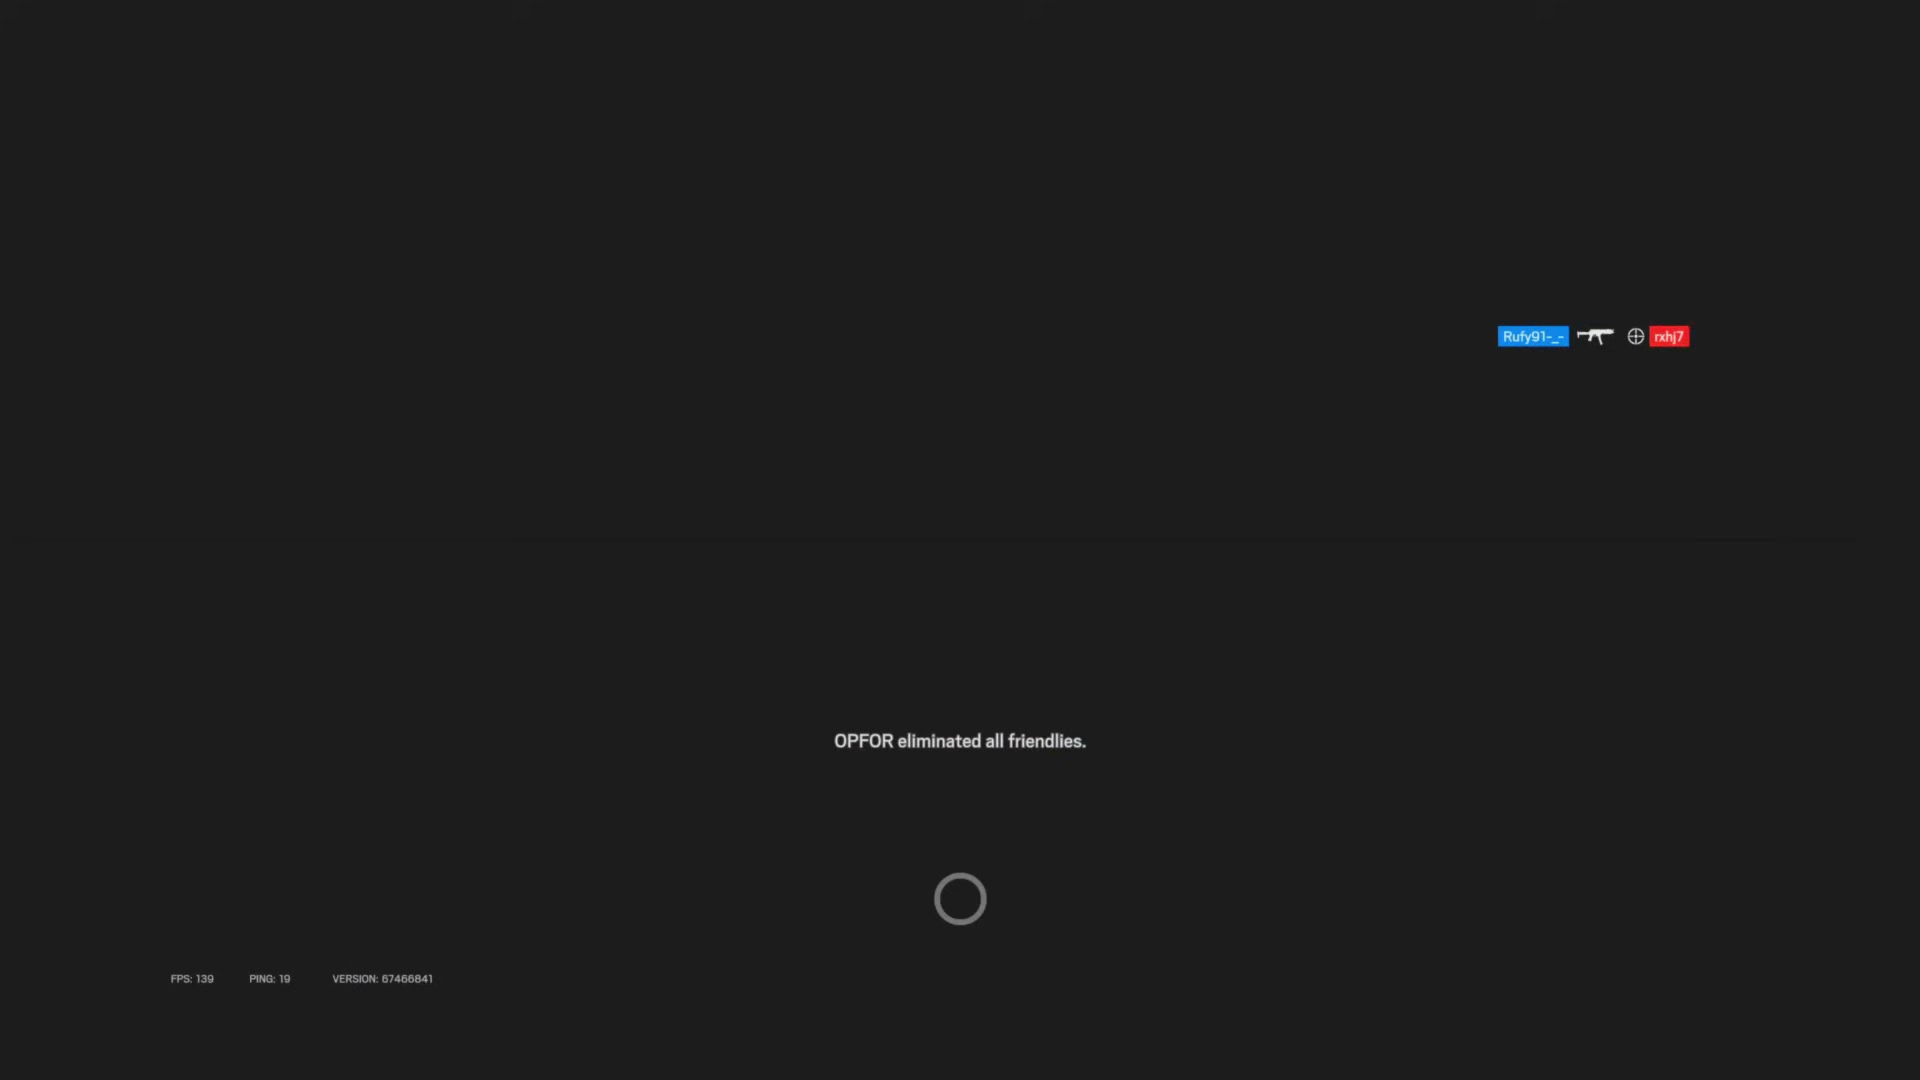 Rufy91-_- rxhj7
OPFOR eliminated all friendlies.
FPS: 139 PING: 19 VERSION: 67466841